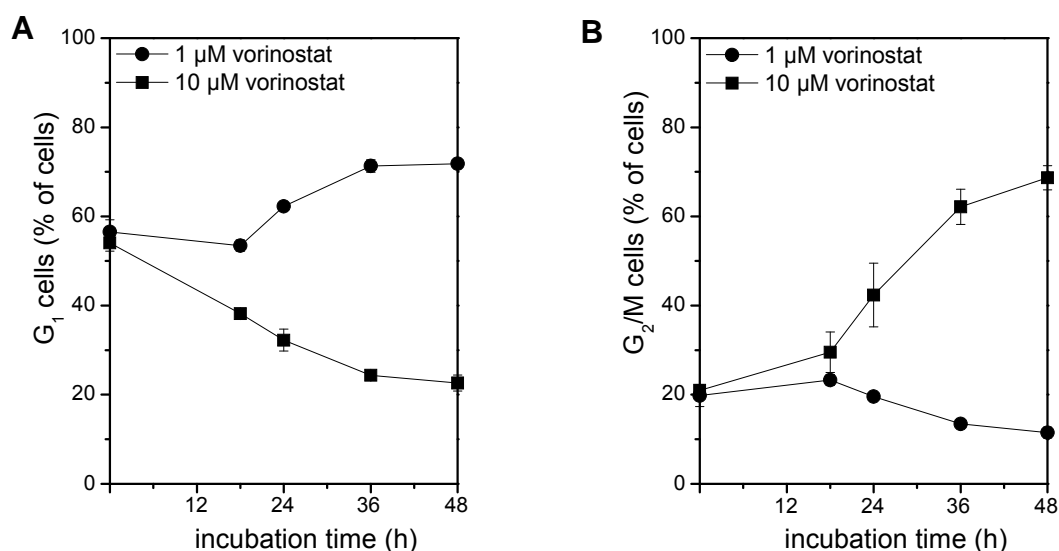 A
G₁ cells (% of cells)
100
80
60
40
20
0
1 µM vorinostat
10 µM vorinostat
12
24
36
48
incubation time (h)
B
G₂/M cells (% of cells)
100
80
60
40
20
0
1 µM vorinostat
10 µM vorinostat
12
24
36
48
incubation time (h)